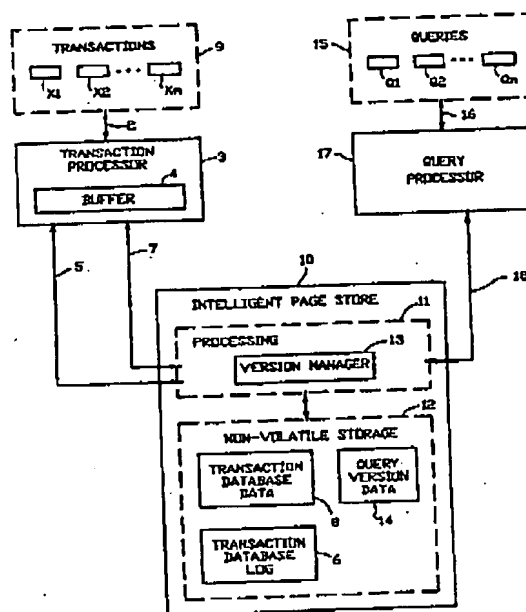 TRANSACTIONS
9
X1 X2 Xm
2
TRANSACTION
PROCESSOR
3
4
BUFFER
5
7
15
QUERIES
Q1 Q2 Qn
16
17
QUERY
PROCESSOR
18
10
INTELLIGENT PAGE STORE
11
PROCESSING
13
VERSION MANAGER
12
NON-VOLATILE STORAGE
TRANSACTION
DATABASE
DATA
8
QUERY
VERSION
DATA
14
TRANSACTION
DATABASE
LOG
6